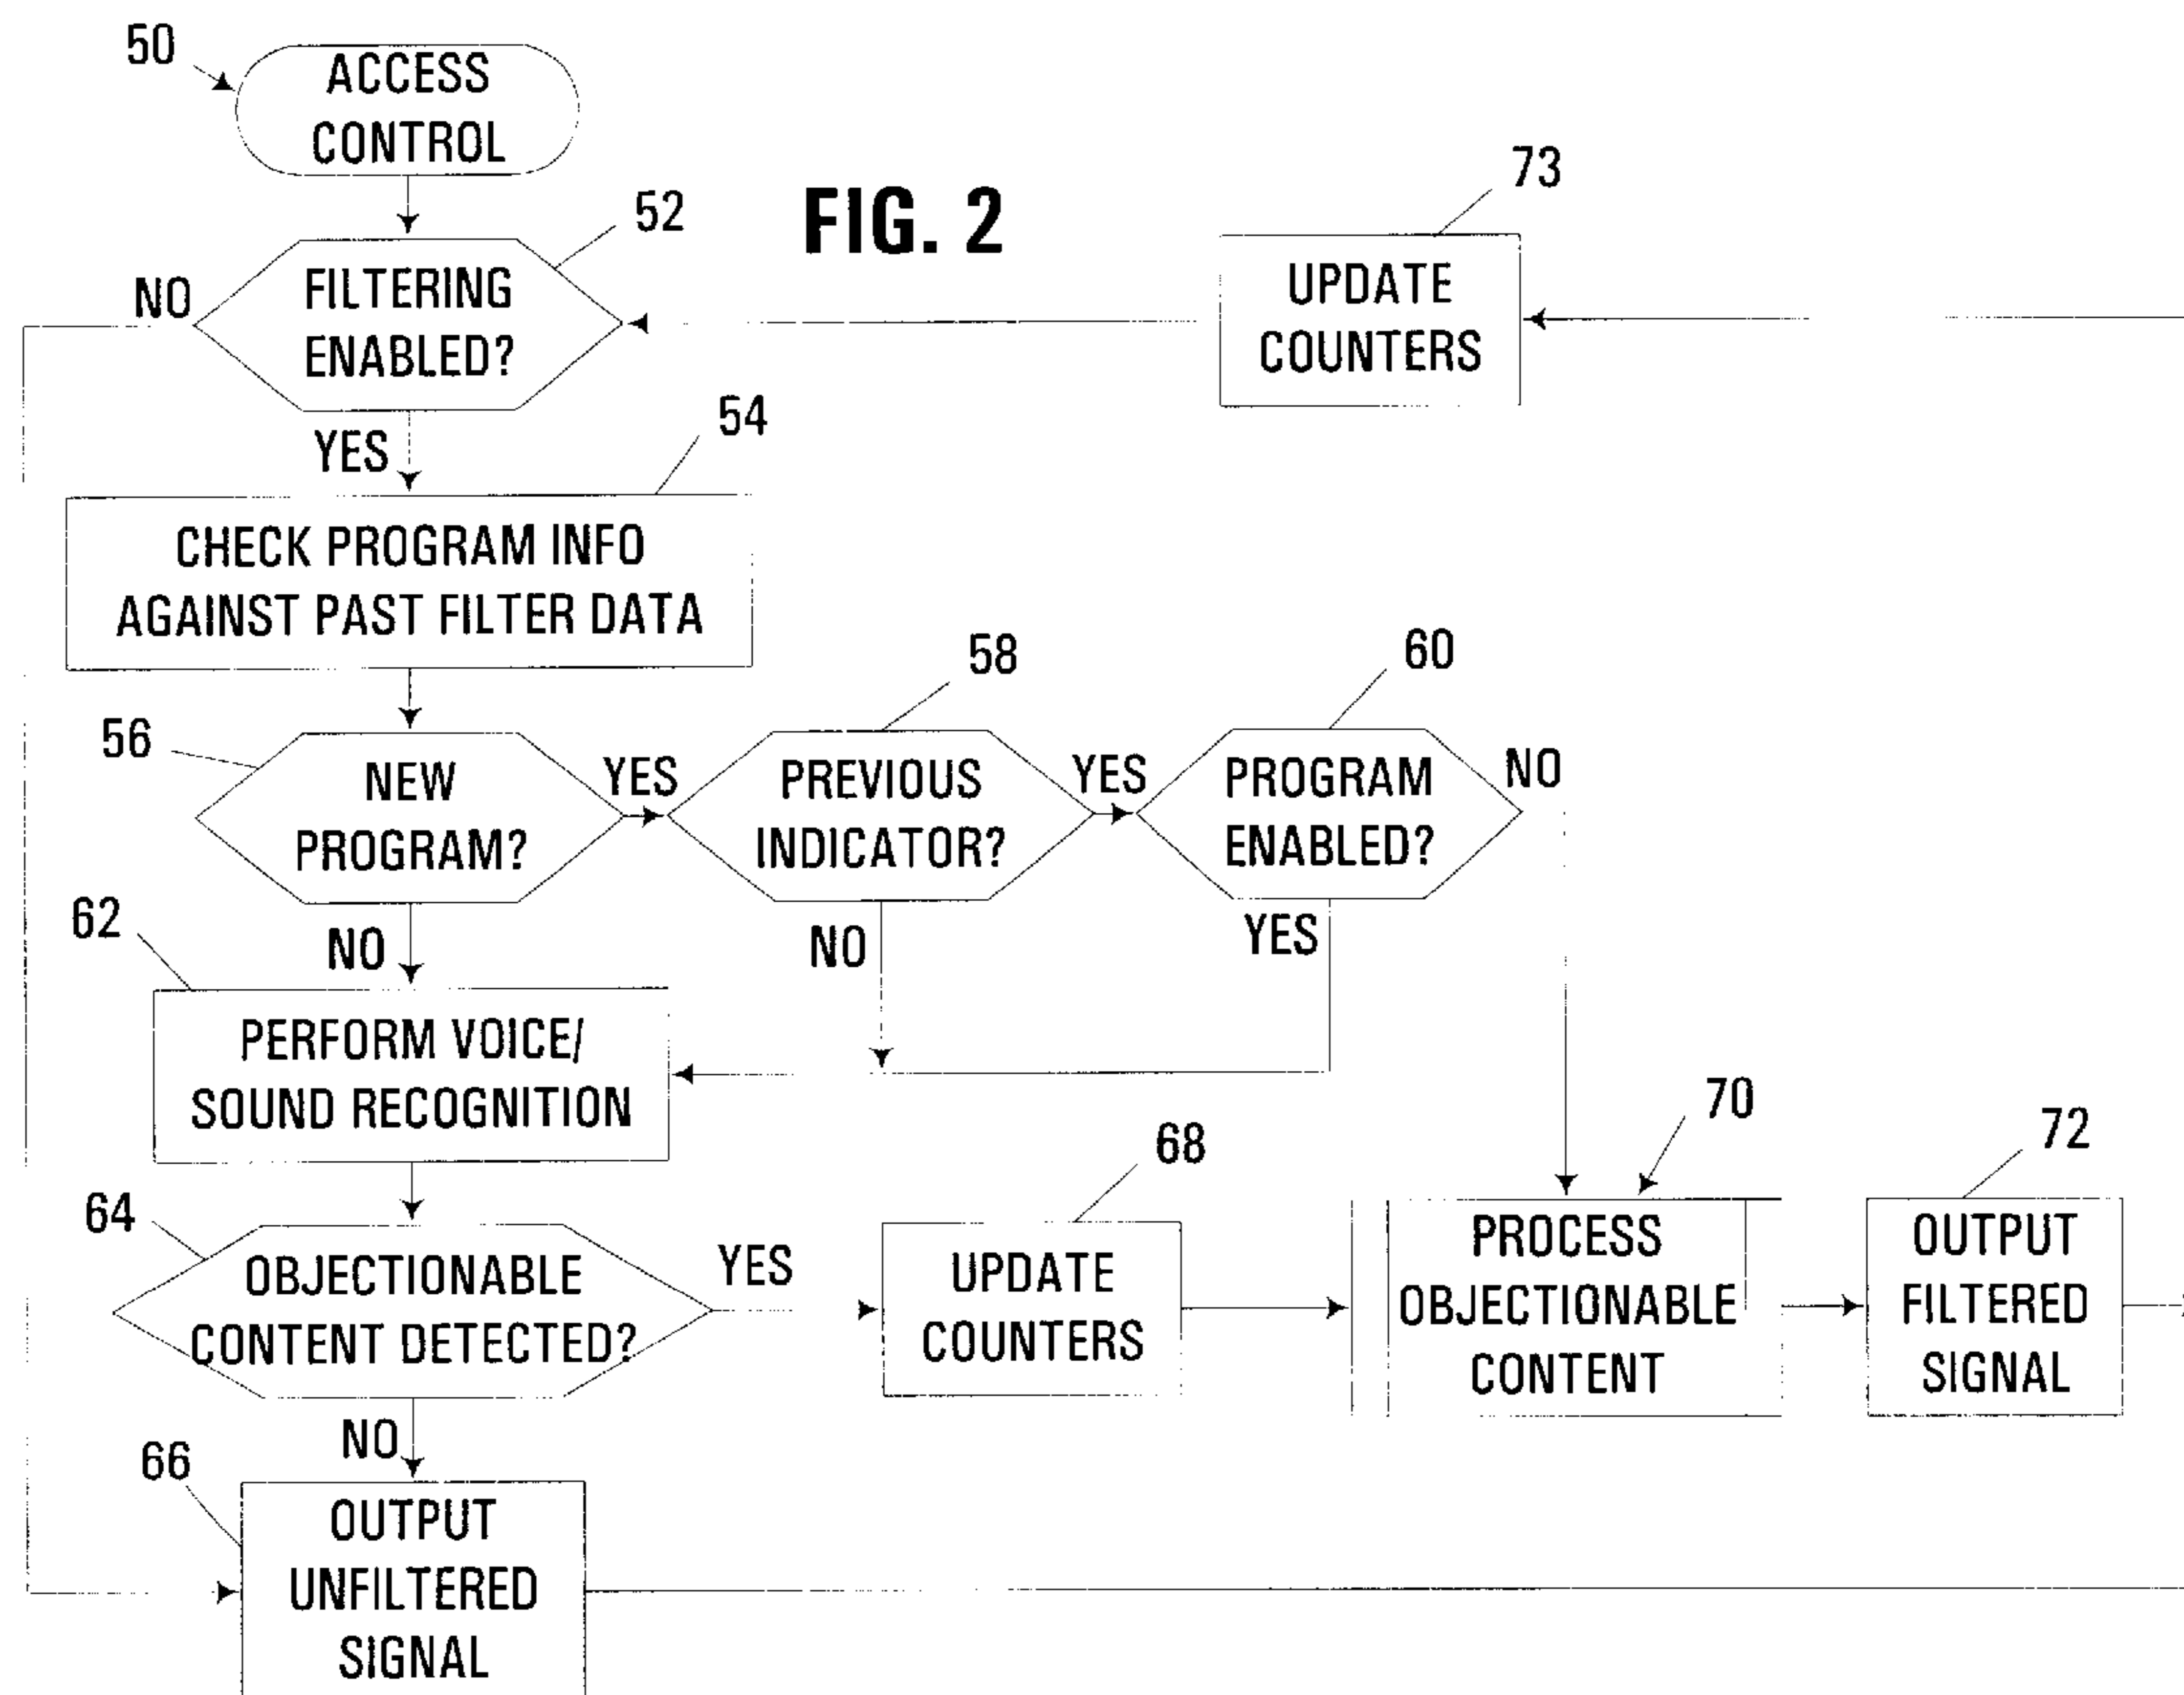 50
ACCESS
CONTROL
FIG. 2
73
52
NO
FILTERING
ENABLED?
UPDATE
COUNTERS
YES
54
CHECK PROGRAM INFO
AGAINST PAST FILTER DATA
56
NEW
PROGRAM?
YES
58
PREVIOUS
INDICATOR?
YES
60
PROGRAM
ENABLED?
NO
NO
NO
YES
62
PERFORM VOICE/
SOUND RECOGNITION
64
OBJECTIONABLE
CONTENT DETECTED?
YES
68
UPDATE
COUNTERS
70
PROCESS
OBJECTIONABLE
CONTENT
72
OUTPUT
FILTERED
SIGNAL
NO
66
OUTPUT
UNFILTERED
SIGNAL